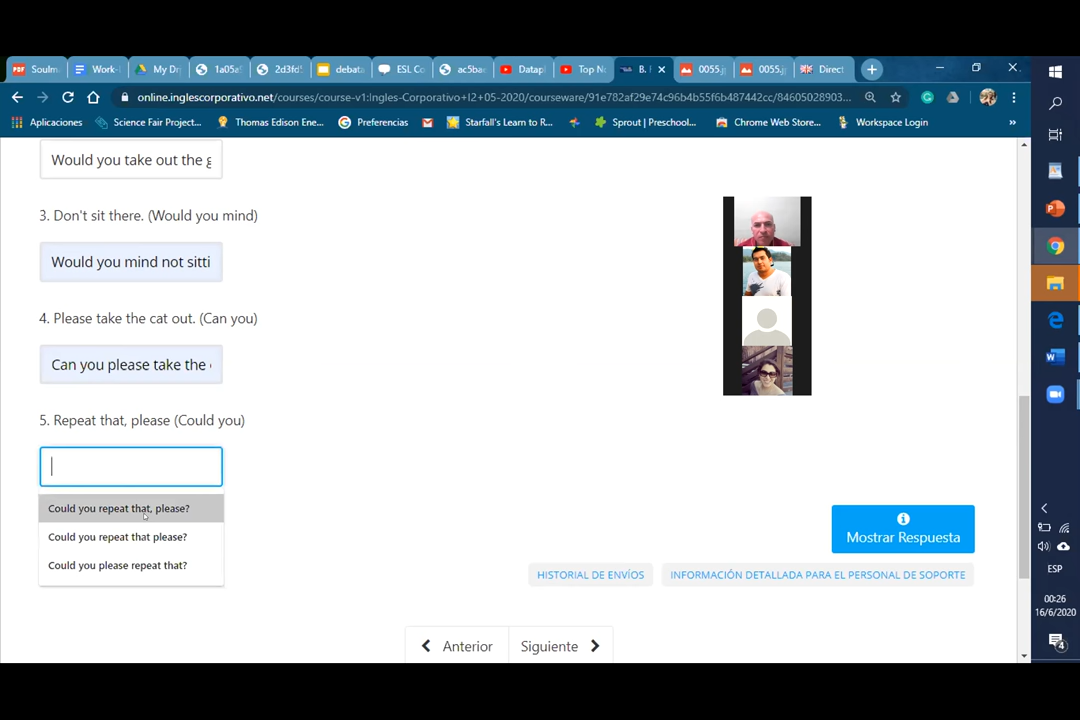 Soulm
Work-
My Dr
1a05a
2d3fd
debata
ESL Co
ac5ba
Datap
Top No
B.
0055.j
0055.j
Direct
online.inglescorporativo.net/courses/course-v1:Ingles-Corporativo+I2+05-2020/courseware/91e782af29e74c96b4b55f6b487442cc/84605028903...
Aplicaciones
Science Fair Project...
Thomas Edison Ene...
Preferencias
Starfall's Learn to R...
Sprout | Preschool...
Chrome Web Store...
Workspace Login
Would you take out the g
3. Don't sit there. (Would you mind)
Would you mind not sitti
4. Please take the cat out. (Can you)
Can you please take the
5. Repeat that, please (Could you)
Could you repeat that, please?
Could you repeat that please?
Could you please repeat that?
Mostrar Respuesta
HISTORIAL DE ENVÍOS
INFORMACIÓN DETALLADA PARA EL PERSONAL DE SOPORTE
Anterior
Siguiente
ESP
00:26
16/6/2020
4